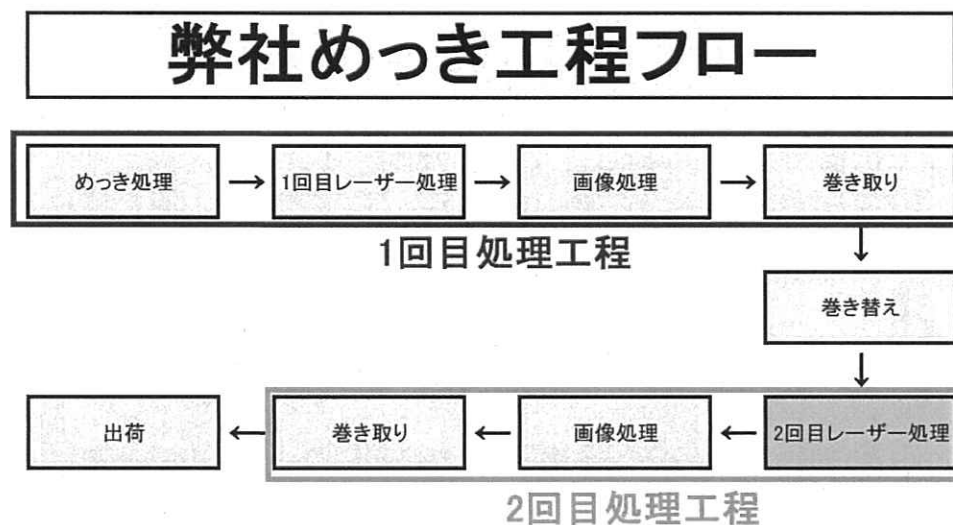 弊社めっき工程フロー
めっき処理 → 1回目レーザー処理 → 画像処理 → 巻き取り
1回目処理工程
↓
巻き替え
↓
出荷 ← 巻き取り ← 画像処理 ← 2回目レーザー処理
2回目処理工程